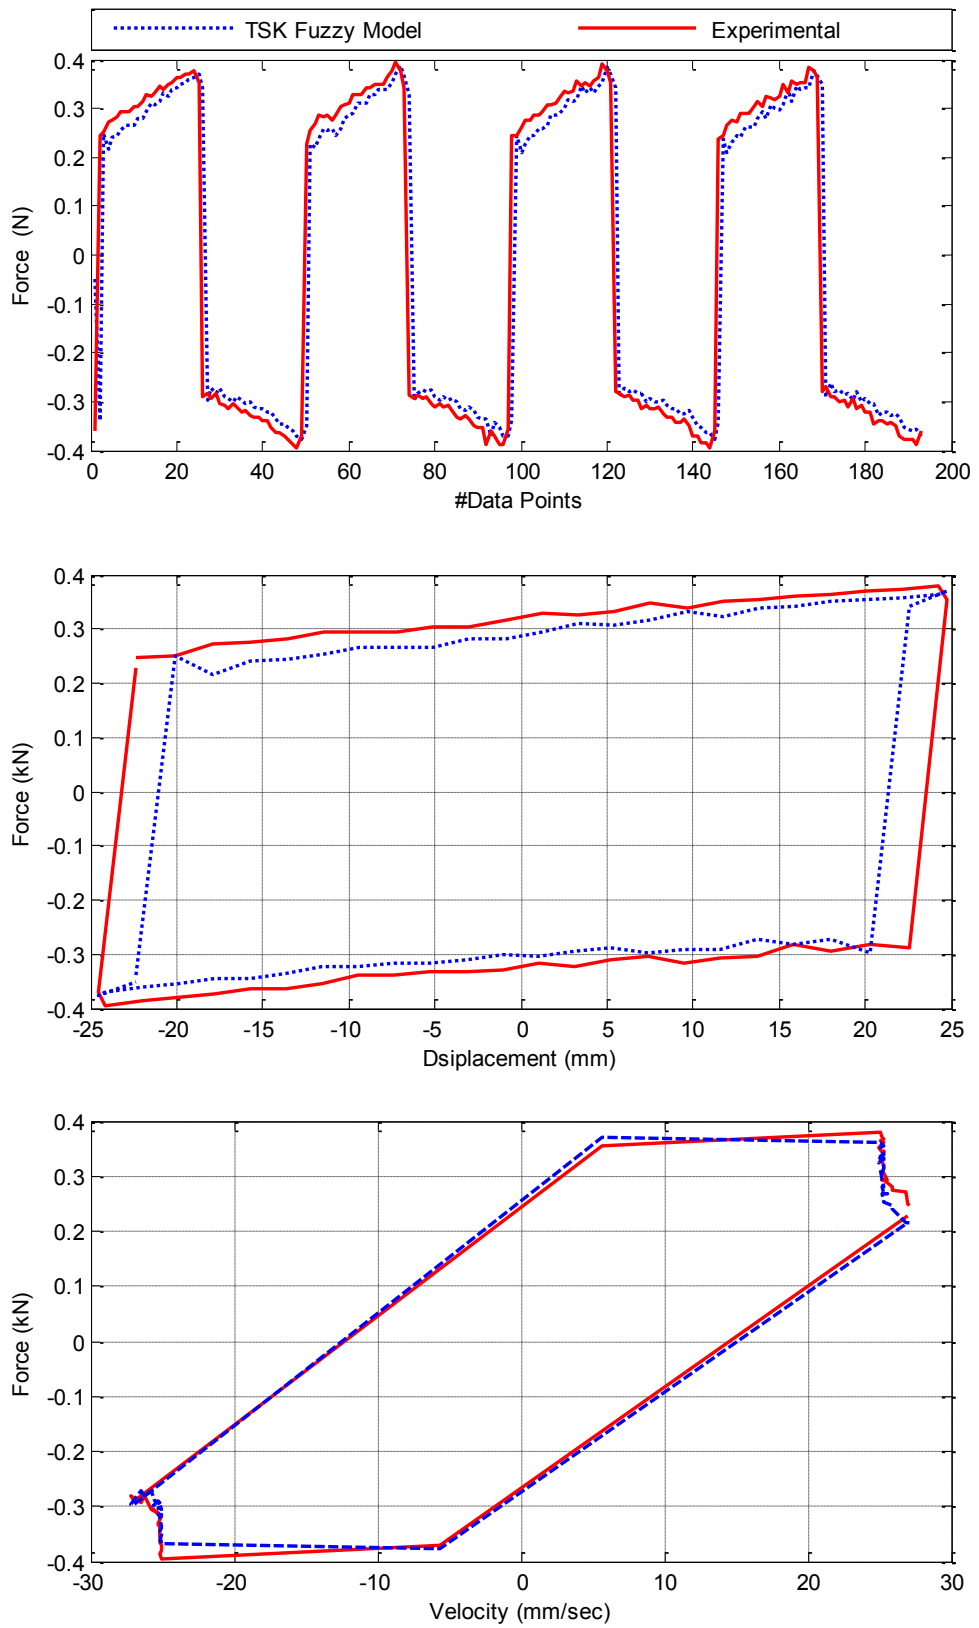 TSK Fuzzy Model Experimental
0.4
0.3
0.2
0.1
0
-0.1
-0.2
-0.3
-0.4
Force (N)
0 20 40 60 80 100 120 140 160 180 200
#Data Points
0.4
0.3
0.2
0.1
0
-0.1
-0.2
-0.3
-0.4
Force (kN)
-25 -20 -15 -10 -5 0 5 10 15 20 25
Dsiplacement (mm)
0.4
0.3
0.2
0.1
0
-0.1
-0.2
-0.3
-0.4
Force (kN)
-30 -20 -10 0 10 20 30
Velocity (mm/sec)